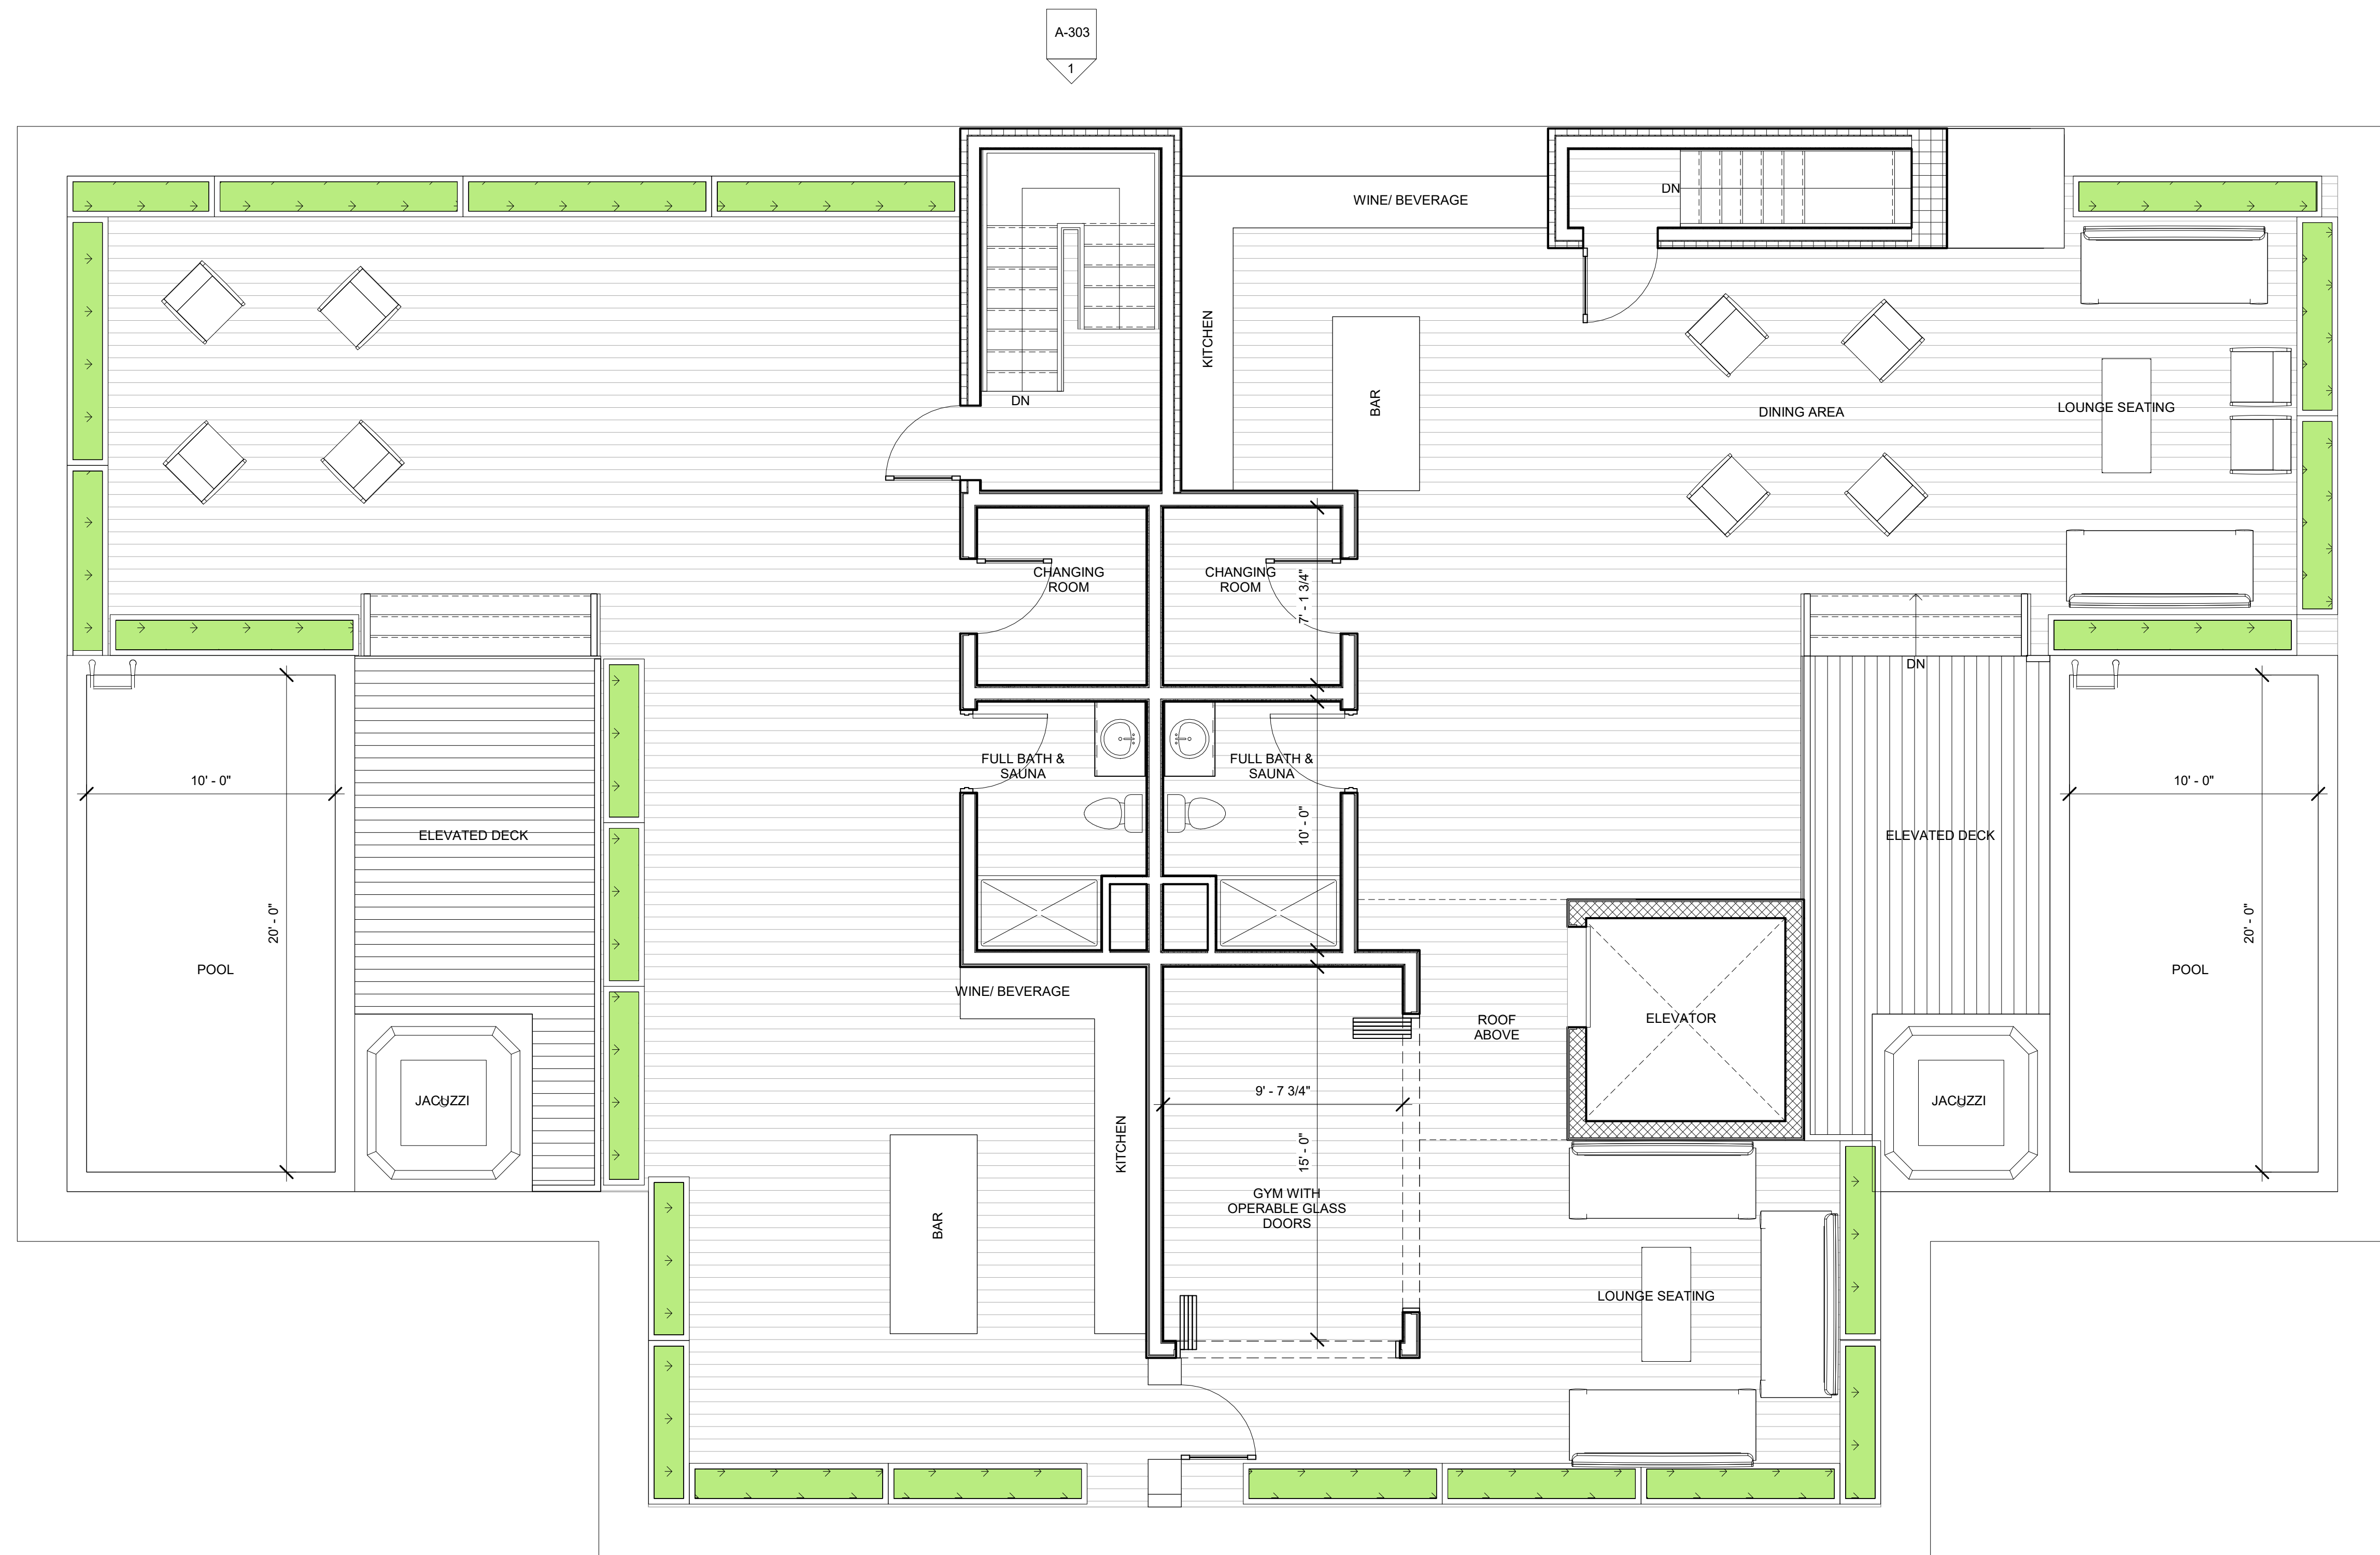 A-303
1
WINE/ BEVERAGE
DN
KITCHEN
BAR
DN
DINING AREA
LOUNGE SEATING
CHANGING
ROOM
CHANGING
ROOM
7' - 1 3/4"
DN
FULL BATH &
SAUNA
FULL BATH &
SAUNA
10' - 0"
10' - 0"
ELEVATED DECK
10' - 0"
ELEVATED DECK
20' - 0"
20' - 0"
POOL
POOL
WINE/ BEVERAGE
ROOF
ABOVE
ELEVATOR
9' - 7 3/4"
JACUZZI
JACUZZI
KITCHEN
15' - 0"
GYM WITH
OPERABLE GLASS
DOORS
BAR
LOUNGE SEATING